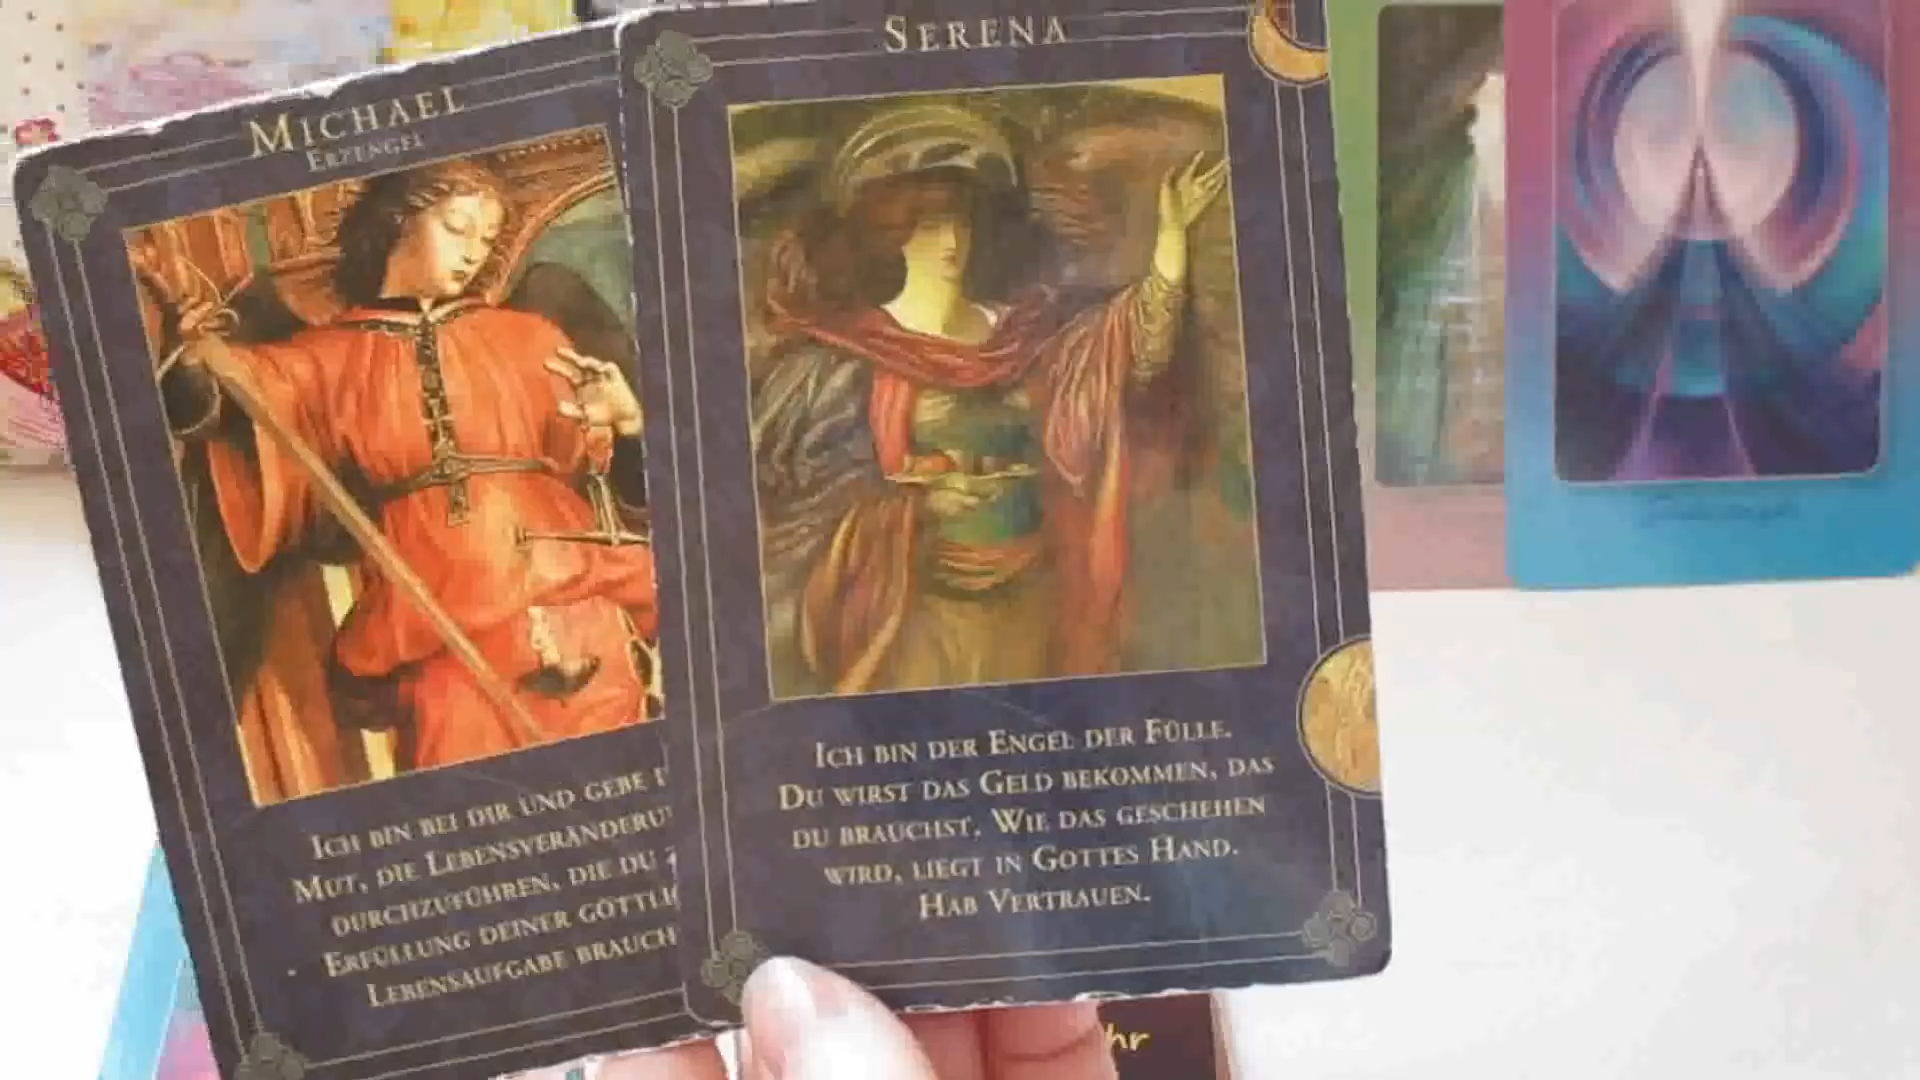 MICHAEL
ERZENGEL
ICH BIN BEI DIR UND GEBE
MUT, DIE LEBENSVERÄNDERU
DURCHZUFÜHREN, DIE DU
ERFÜLLUNG DEINER GÖTTLI
LEBENSAUFGABE BRAUCH
SERENA
ICH BIN DER ENGEL DER FÜLLE.
DU WIRST DAS GELD BEKOMMEN, DAS
DU BRAUCHST. WIE DAS GESCHEHEN
WIRD, LIEGT IN GOTTES HAND.
HAB VERTRAUEN.
hr